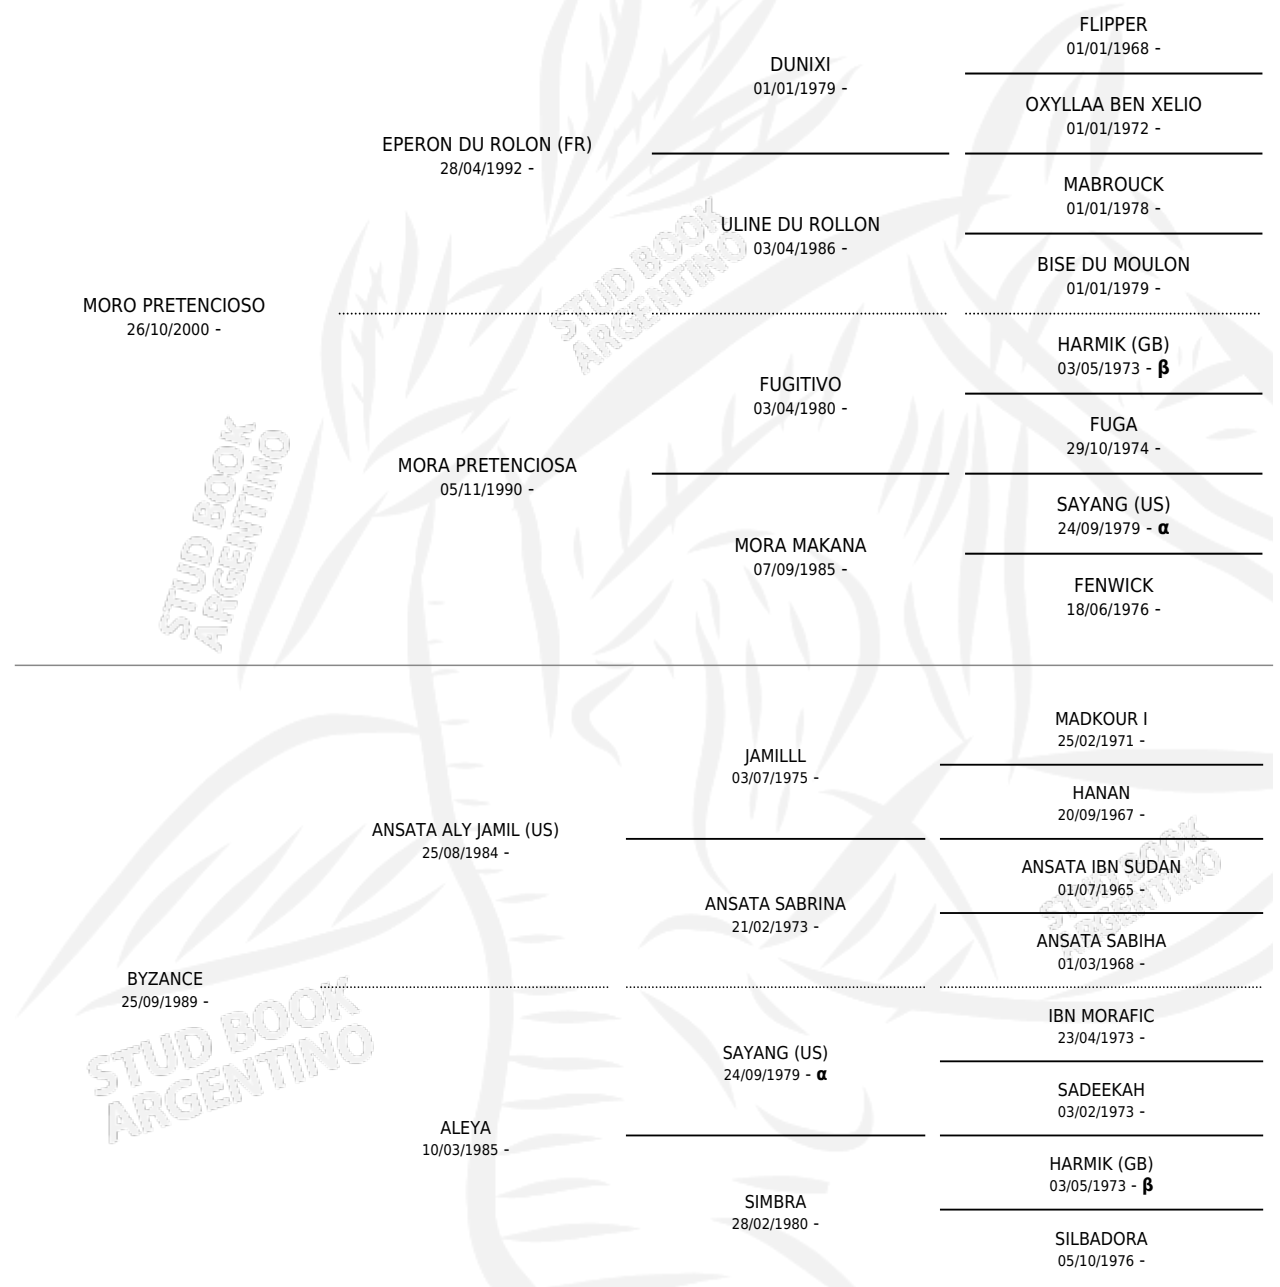 FLIPPER
01/01/1968 -
DUNIXI
01/01/1979 -
OXYLLAA BEN XELIO
01/01/1972 -
EPERON DU ROLON (FR)
28/04/1992 -
MABROUCK
01/01/1978 -
ULINE DU ROLLON
03/04/1986 -
BISE DU MOULON
01/01/1979 -
MORO PRETENCIOSO
26/10/2000 -
HARMIK (GB)
03/05/1973 - β
FUGITIVO
03/04/1980 -
FUGA
29/10/1974 -
MORA PRETENCIOSA
05/11/1990 -
SAYANG (US)
24/09/1979 - α
MORA MAKANA
07/09/1985 -
FENWICK
18/06/1976 -
STUD BOOK
ARGENTINO
STUD BOOK
ARGENTINO
MADKOUR I
25/02/1971 -
JAMILLL
03/07/1975 -
HANAN
20/09/1967 -
ANSATA ALY JAMIL (US)
25/08/1984 -
ANSATA IBN SUDAN
01/07/1965 -
ANSATA SABRINA
21/02/1973 -
ANSATA SABIHA
01/03/1968 -
BYZANCE
25/09/1989 -
IBN MORAFIC
23/04/1973 -
SAYANG (US)
24/09/1979 - α
SADEEKAH
03/02/1973 -
ALEYA
10/03/1985 -
HARMIK (GB)
03/05/1973 - β
SIMBRA
28/02/1980 -
SILBADORA
05/10/1976 -
STUD BOOK
ARGENTINO
STUD BOOK
ARGENTINO